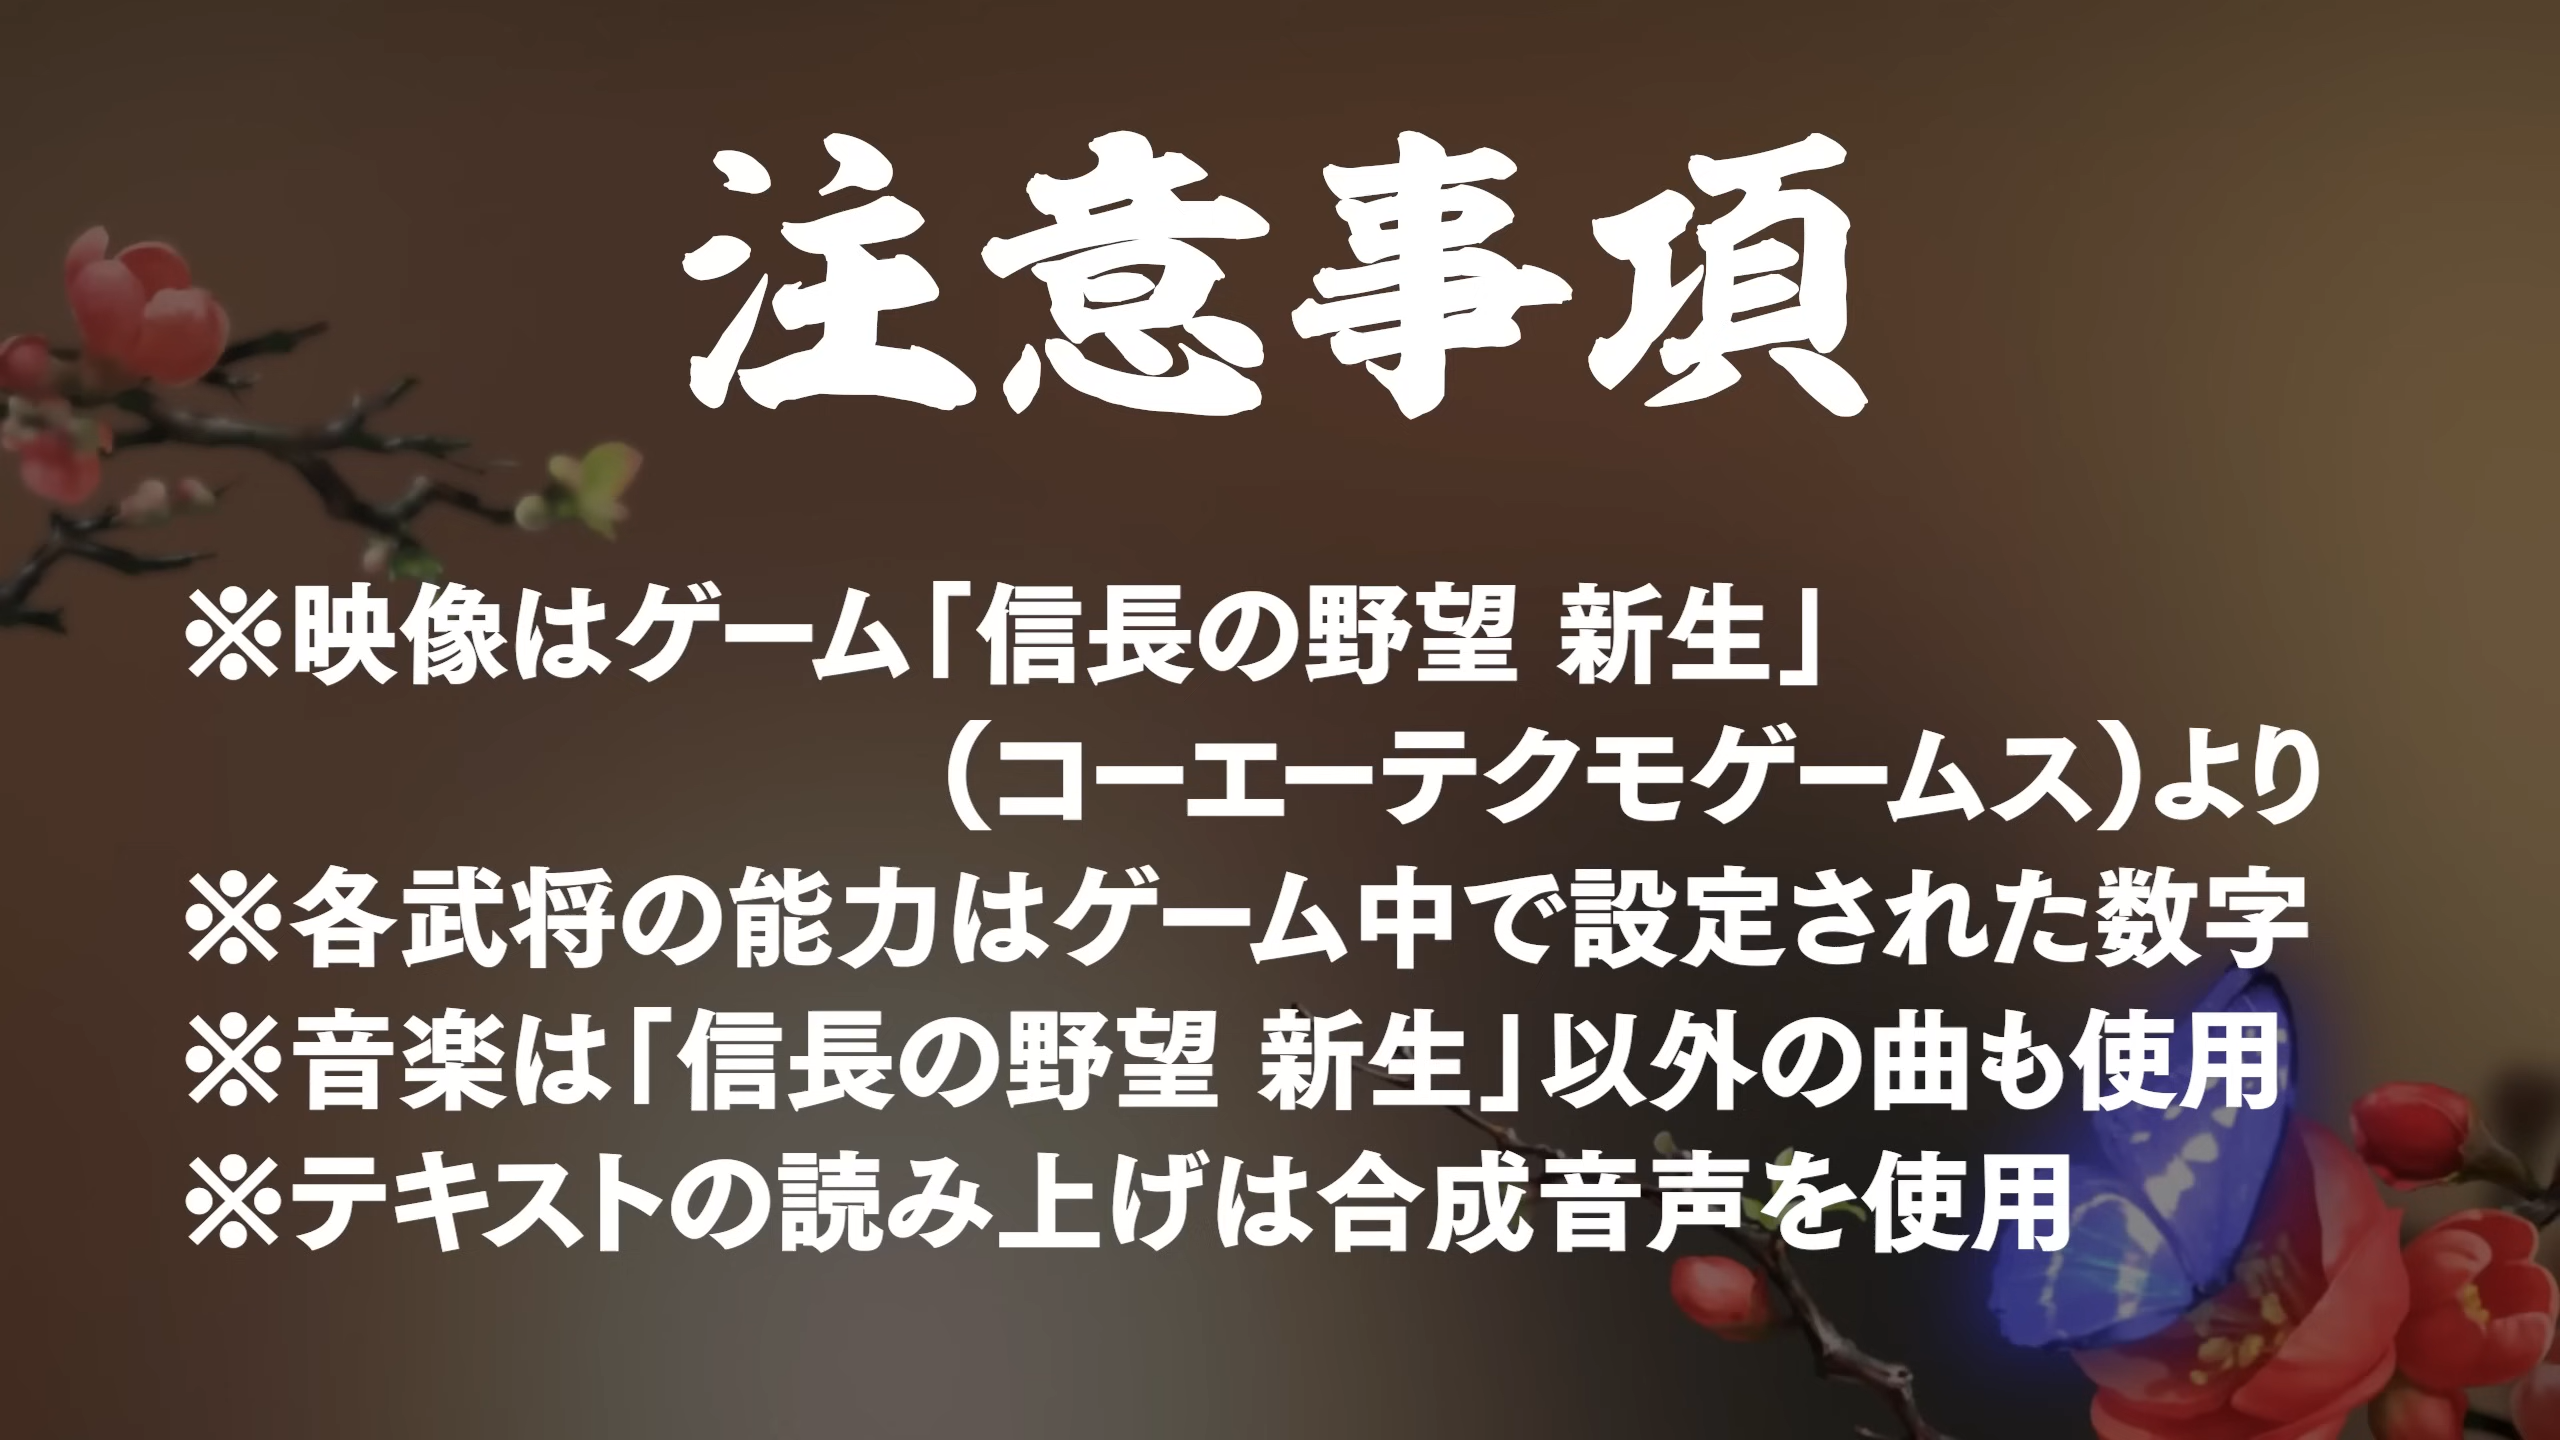 注意事項
※映像はゲーム「信長の野望 新生」
（コーエーテクモゲームス）より
※各武将の能力はゲーム中で設定された数字
※音楽は「信長の野望 新生」以外の曲も使用
※テキストの読み上げは合成音声を使用